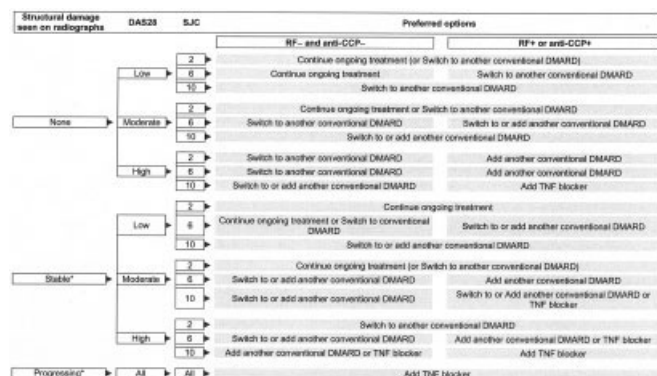 Structural damage seen on radiographs DAS28 SJC Preferred options
RF– and anti-CCP– RF+ or anti-CCP+
None
Low
2 Continue ongoing treatment (or Switch to another conventional DMARD)
6 Continue ongoing treatment Switch to another conventional DMARD
10 Switch to another conventional DMARD
Moderate
2 Continue ongoing treatment or Switch to another conventional DMARD
6 Switch to another conventional DMARD Switch to or add another conventional DMARD
10 Switch to or add another conventional DMARD
High
2 Switch to another conventional DMARD Add another conventional DMARD
6 Switch to another conventional DMARD Add another conventional DMARD
10 Switch to or add another conventional DMARD Add TNF blocker
Stable*
Low
2 Continue ongoing treatment
6 Continue ongoing treatment or Switch to conventional DMARD Switch to or add another conventional DMARD
10 Switch to or add another conventional DMARD
Moderate
2 Continue ongoing treatment (or Switch to another conventional DMARD)
6 Switch to or add another conventional DMARD Add another conventional DMARD
10 Switch to or add another conventional DMARD Switch to or Add another conventional DMARD or TNF blocker
High
2 Switch to another conventional DMARD
6 Switch to or add another conventional DMARD Add another conventional DMARD or TNF blocker
10 Add another conventional DMARD or TNF blocker Add TNF blocker
Progressing* All All Add TNF blocker